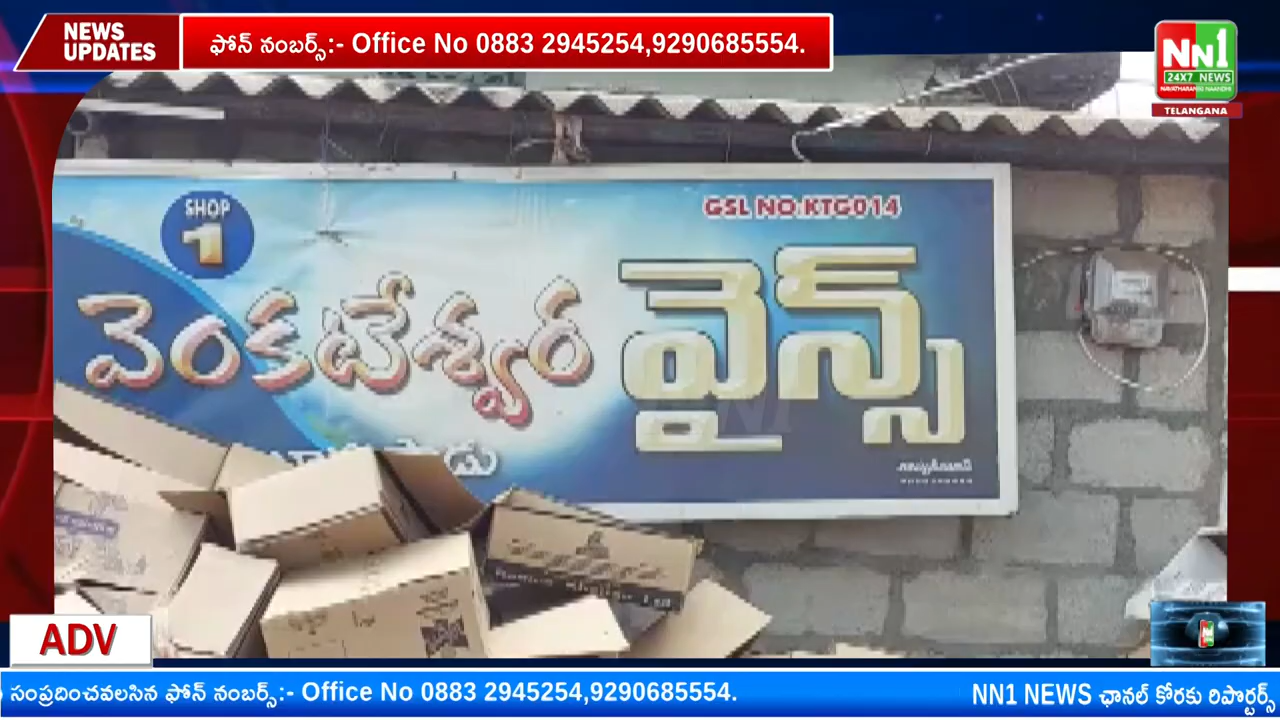 NEWS
UPDATES
ఫోన్ నంబర్స్:- Office No 0883 2945254,9290685554.
NN1
24X7 NEWS
TELANGANA
SHOP
1
GSL NO:KTG014
వెంకటేశ్వర వైన్స్
ADV
సంప్రదించవలసిన ఫోన్ నంబర్స్:- Office No 0883 2945254,9290685554.
NN1 NEWS ఛానల్ కోరకు రిపోర్టర్స్